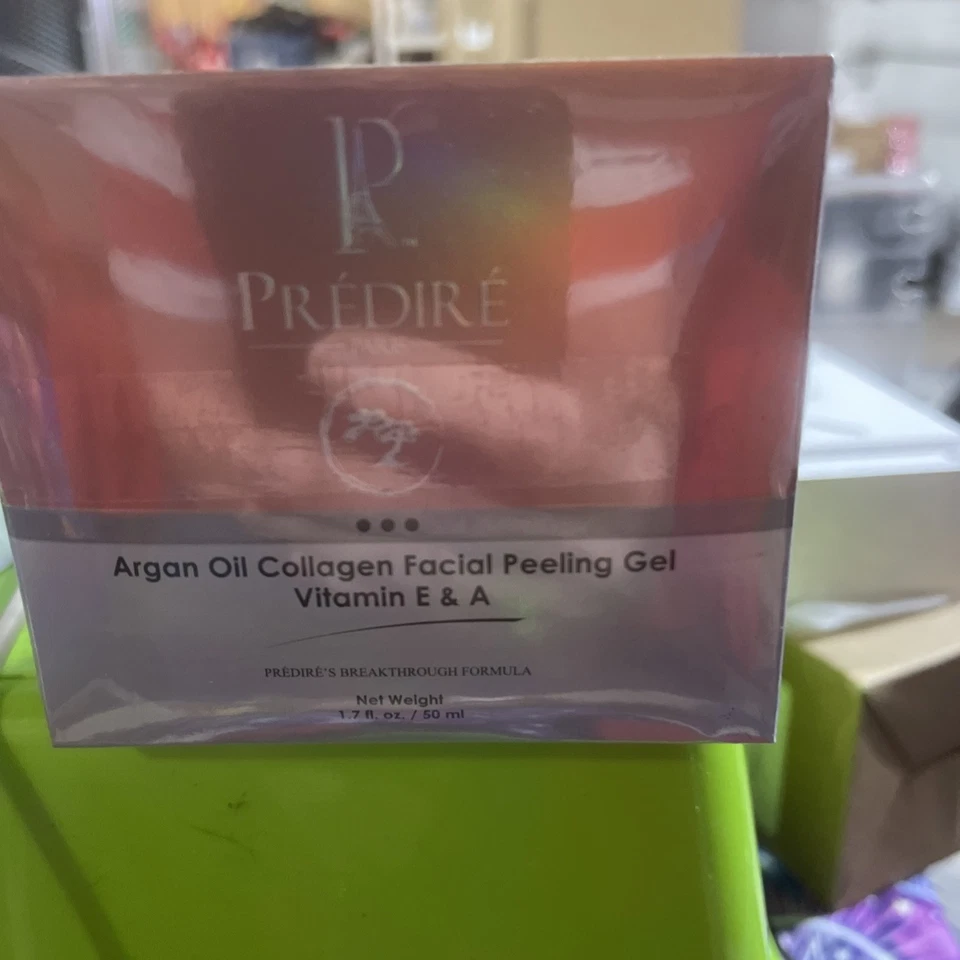 P
PRÉDIRÉ
Argan Oil Collagen Facial Peeling Gel
Vitamin E & A
PRÉDIRÉ'S BREAKTHROUGH FORMULA
Net Weight
1.7 fl. oz. / 50 ml